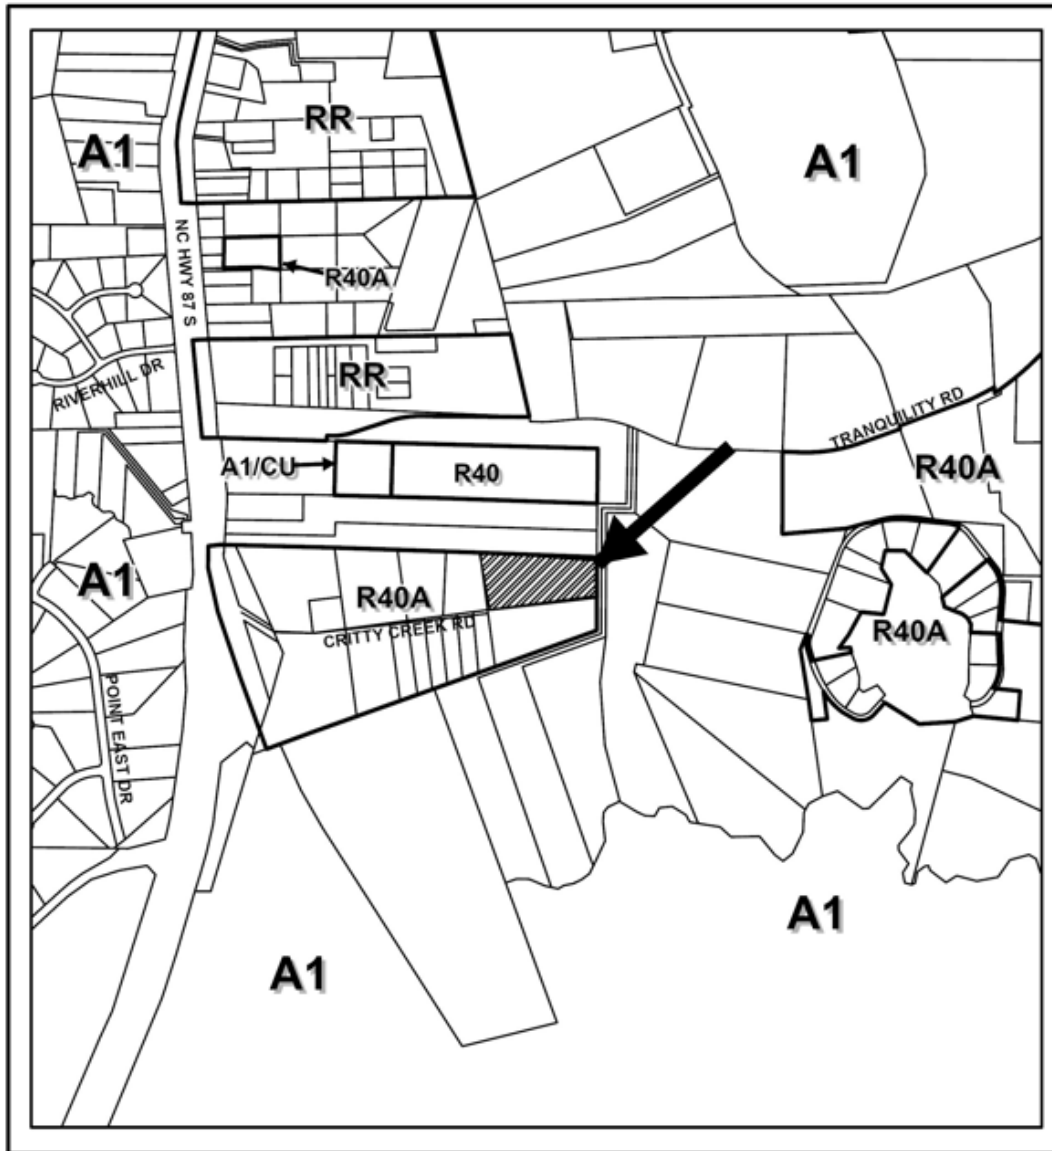 RR
A1
A1
NC HWY 87 S
R40A
RR
RIVERHILL DR
TRANQUILITY RD
A1/CU
R40
R40A
A1
R40A
CRITTY CREEK RD
R40A
POINT EAST DR
A1
A1